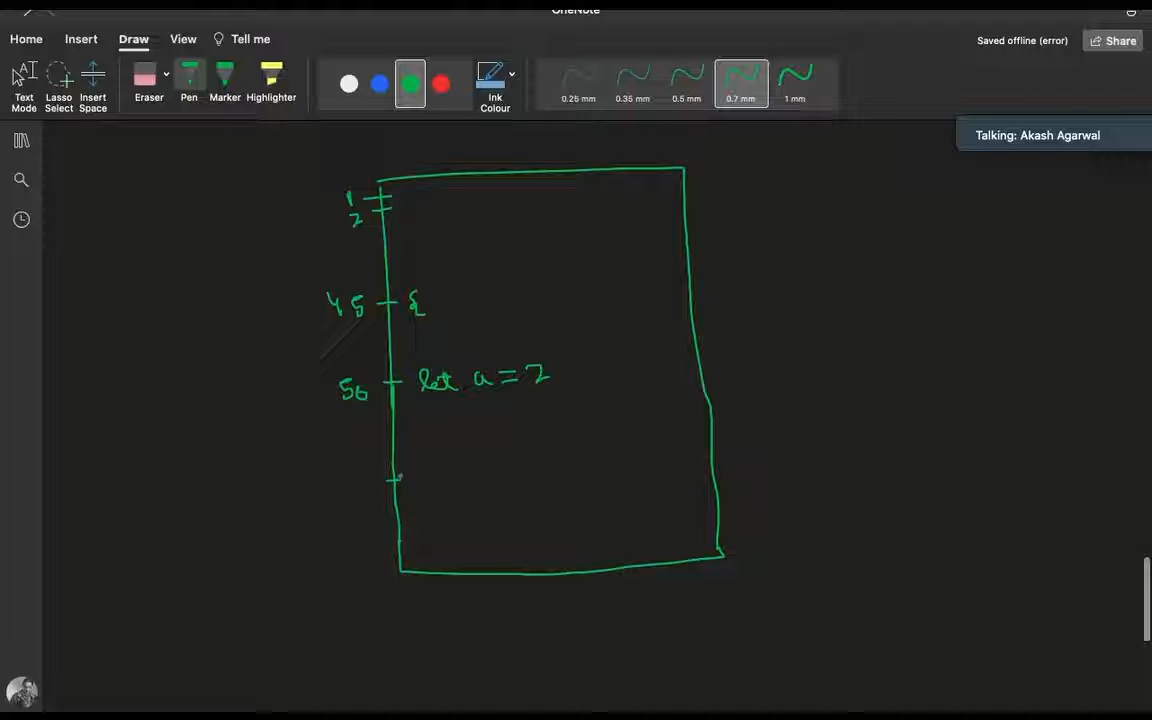 OneNote
Home Insert Draw View Tell me
Saved offline (error) Share
Text Mode
Lasso Select
Insert Space
Eraser
Pen
Marker
Highlighter
Ink Colour
0.25 mm
0.35 mm
0.5 mm
0.7 mm
1 mm
Talking: Akash Agarwal
1
2
45 {
50 let a = 2